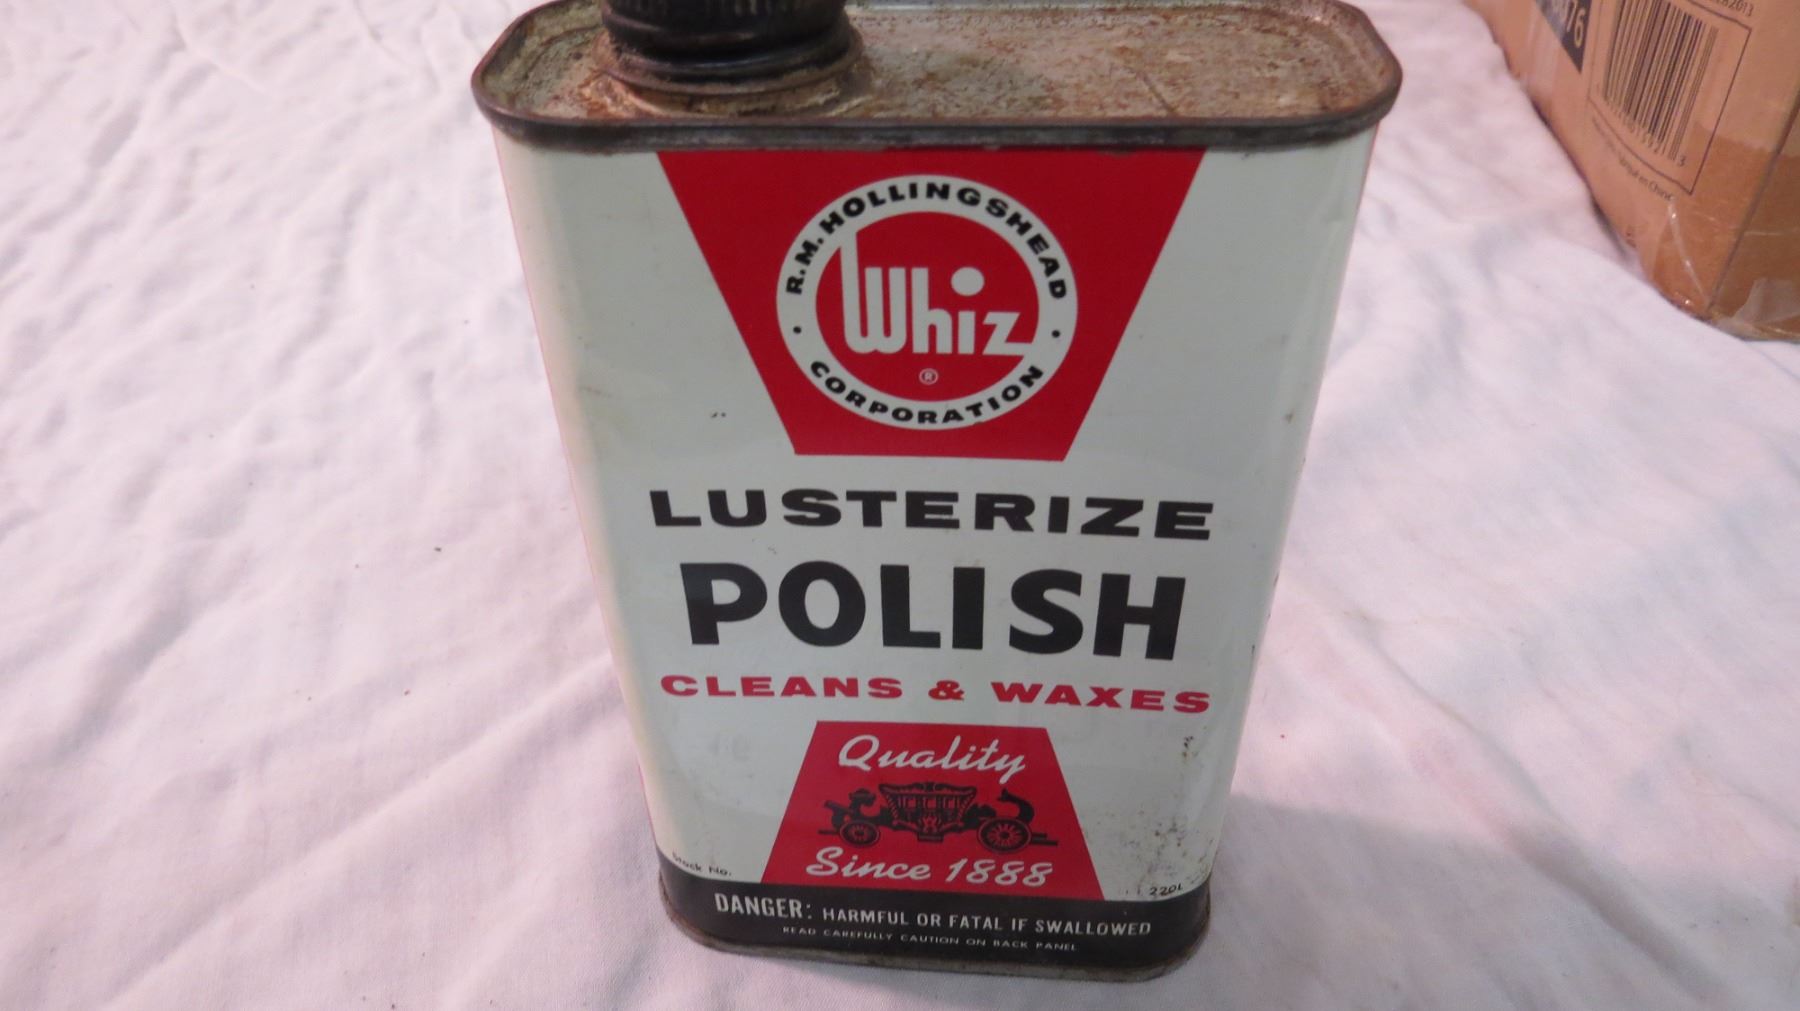 R.M. HOLLINGSHEAD
Whiz
®
• CORPORATION •
LUSTERIZE
POLISH
CLEANS & WAXES
Quality
Since 1888
Stock No.
220L
DANGER: HARMFUL OR FATAL IF SWALLOWED
READ CAREFULLY CAUTION ON BACK PANEL